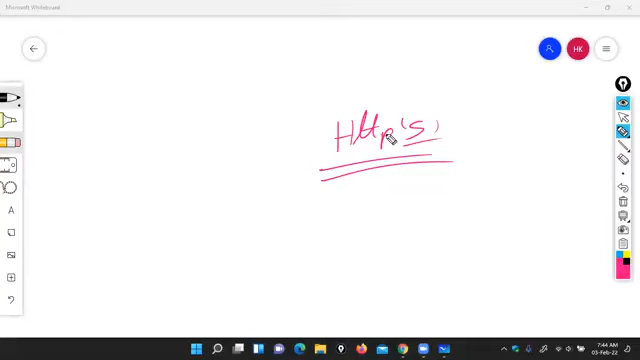 Microsoft Whiteboard
HK
Http(s)
A
7:44 AM
03-Feb-22